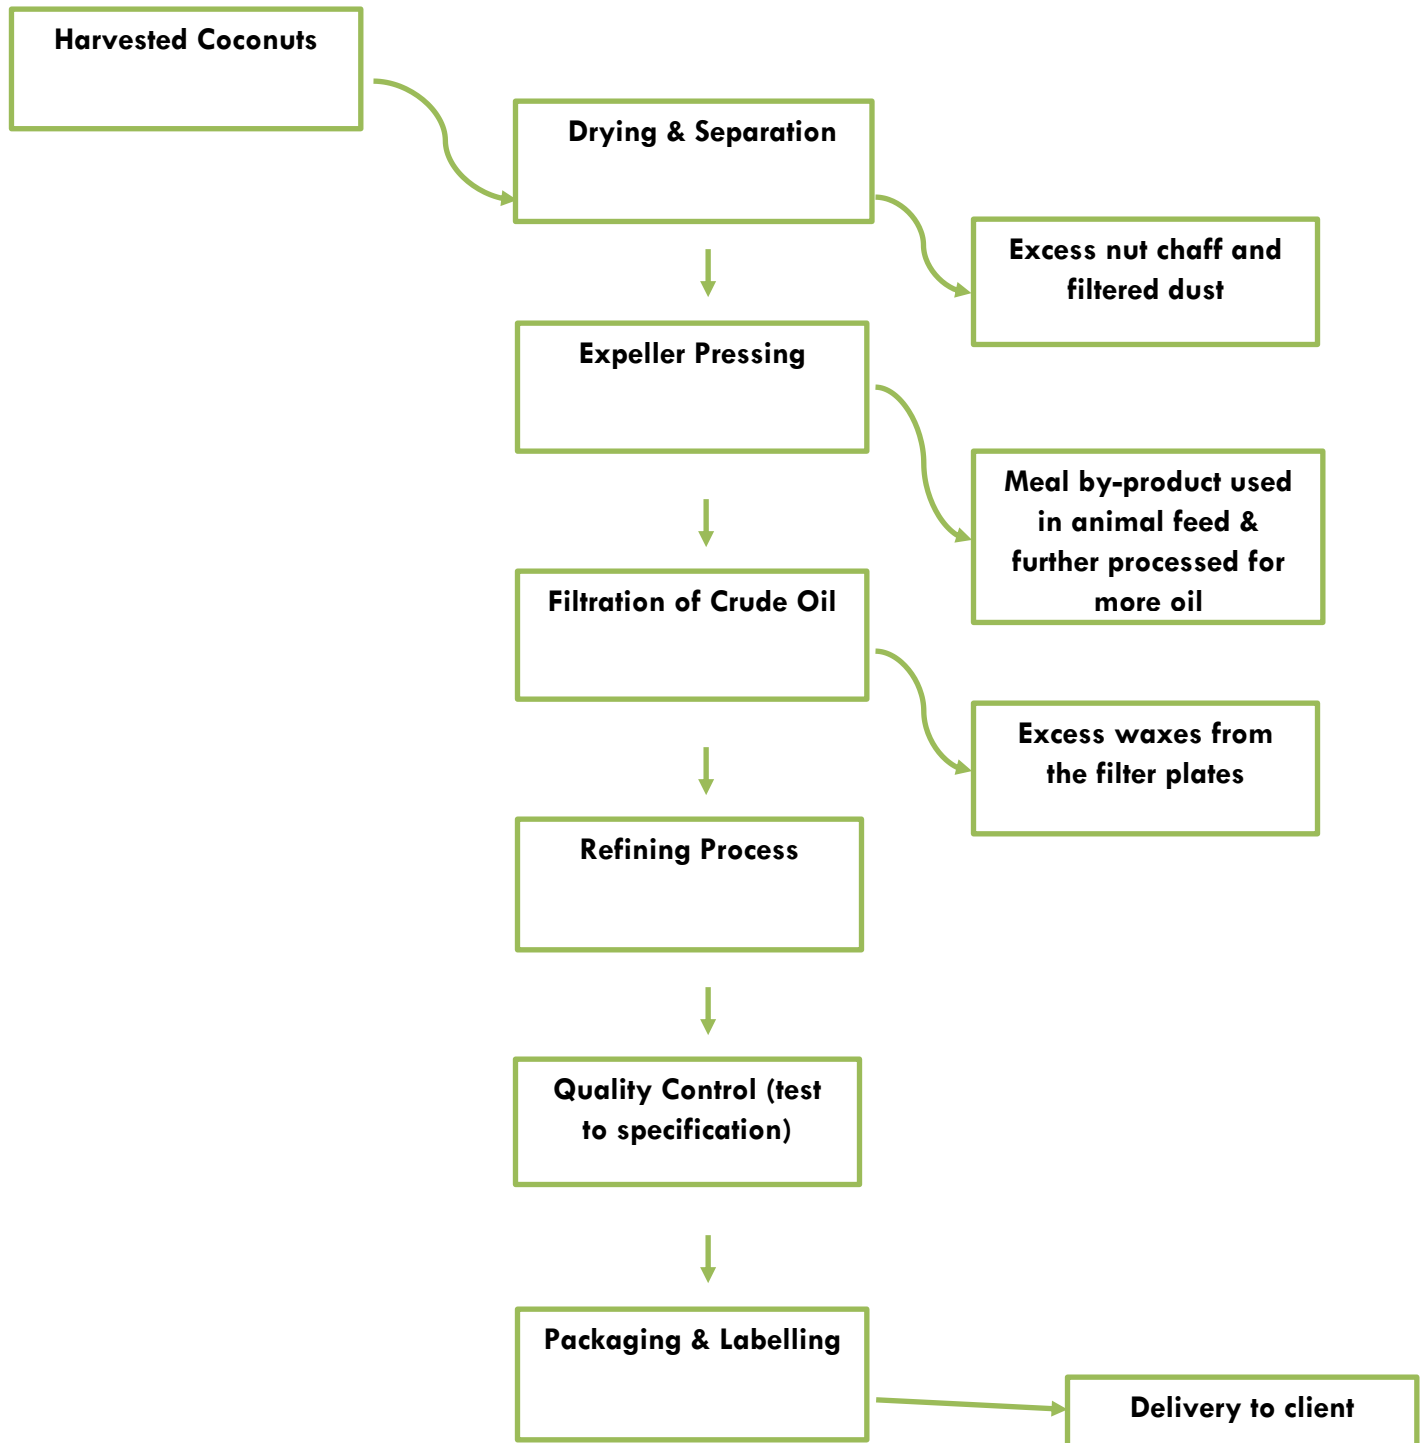 Harvested Coconuts
Drying & Separation
Excess nut chaff and
filtered dust
Expeller Pressing
Meal by-product used
in animal feed &
further processed for
more oil
Filtration of Crude Oil
Excess waxes from
the filter plates
Refining Process
Quality Control (test
to specification)
Packaging & Labelling
Delivery to client